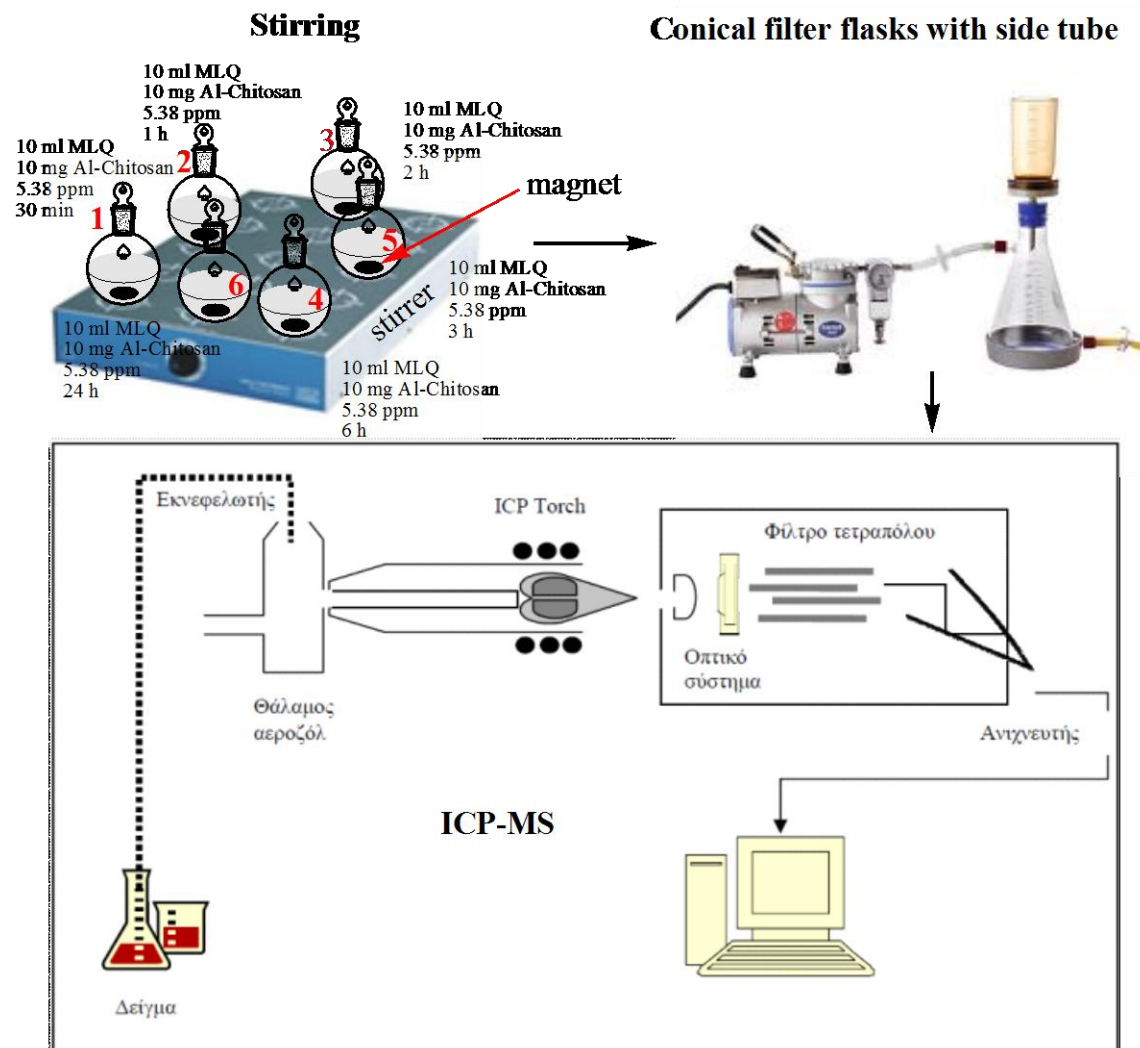 Stirring
Conical filter flasks with side tube
10 ml MLQ
10 mg Al-Chitosan
5.38 ppm
1 h
2
10 ml MLQ
10 mg Al-Chitosan
5.38 ppm
2 h
3
10 ml MLQ
10 mg Al-Chitosan
5.38 ppm
30 min
1
magnet
5
10 ml MLQ
10 mg Al-Chitosan
5.38 ppm
3 h
6
4
stirrer
10 ml MLQ
10 mg Al-Chitosan
5.38 ppm
24 h
10 ml MLQ
10 mg Al-Chitosan
5.38 ppm
6 h
Εκνεφελωτής
ICP Torch
Φίλτρο τετραπόλου
Οπτικό
σύστημα
Θάλαμος
αεροζόλ
Ανιχνευτής
ICP-MS
Δείγμα